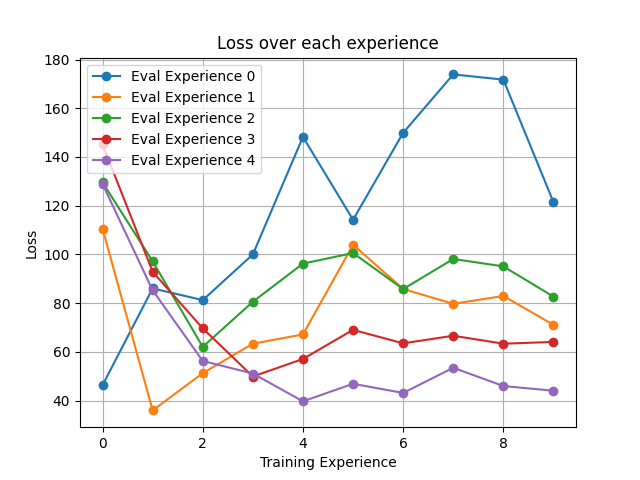 Loss over each experience
180
160
140
120
100
80
60
40
Loss
Eval Experience 0
Eval Experience 1
Eval Experience 2
Eval Experience 3
Eval Experience 4
0 2 4 6 8
Training Experience